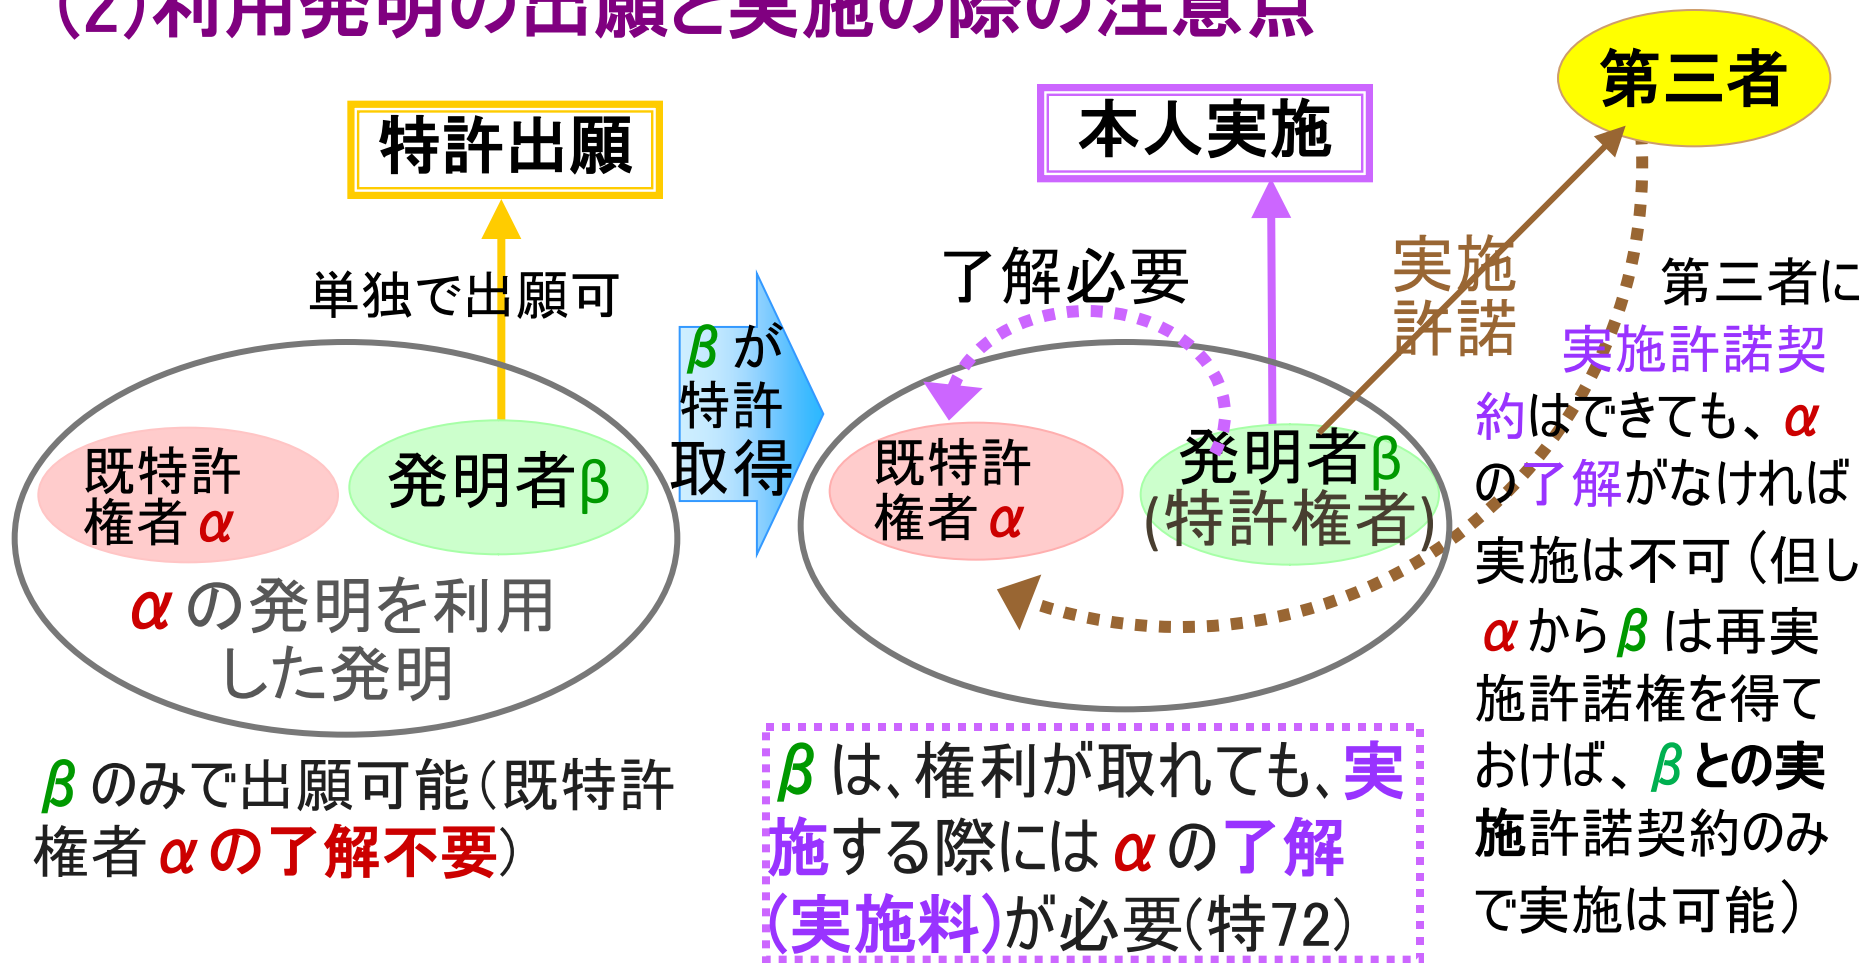 (2)利用発明の出願と実施の際の注意点
特許出願
単独で出願可
既特許
権者α
発明者β
αの発明を利用
した発明
βのみで出願可能(既特許
権者αの了解不要)
βが
特許
取得
本人実施
了解必要
既特許
権者α
発明者β
(特許権者)
βは、権利が取れても、実
施する際にはαの了解
(実施料)が必要(特72)
第三者
実施
許諾
第三者に
実施許諾契
約はできても、α
の了解がなければ
実施は不可(但し
αからβは再実
施許諾権を得て
おけば、βとの実
施許諾契約のみ
で実施は可能)